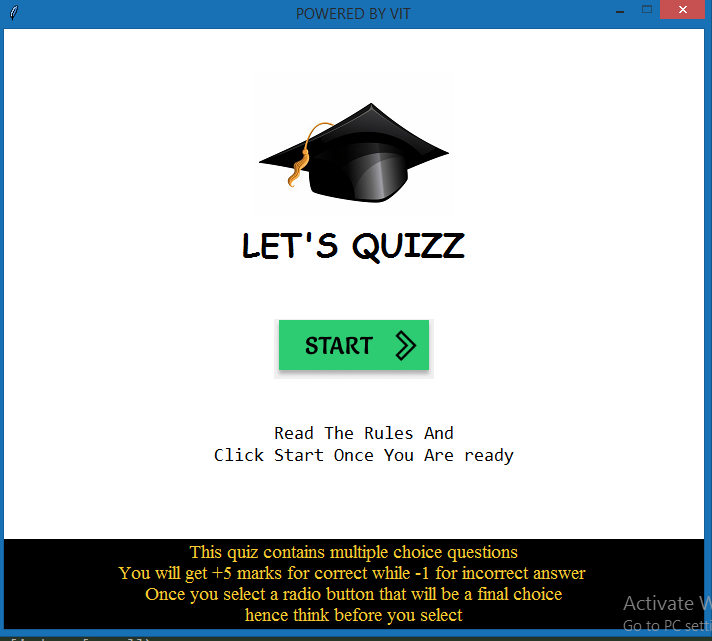 POWERED BY VIT
LET'S QUIZZ
START
Read The Rules And
Click Start Once You Are ready
This quiz contains multiple choice questions
You will get +5 marks for correct while -1 for incorrect answer
Once you select a radio button that will be a final choice
hence think before you select
Activate
Go to PC